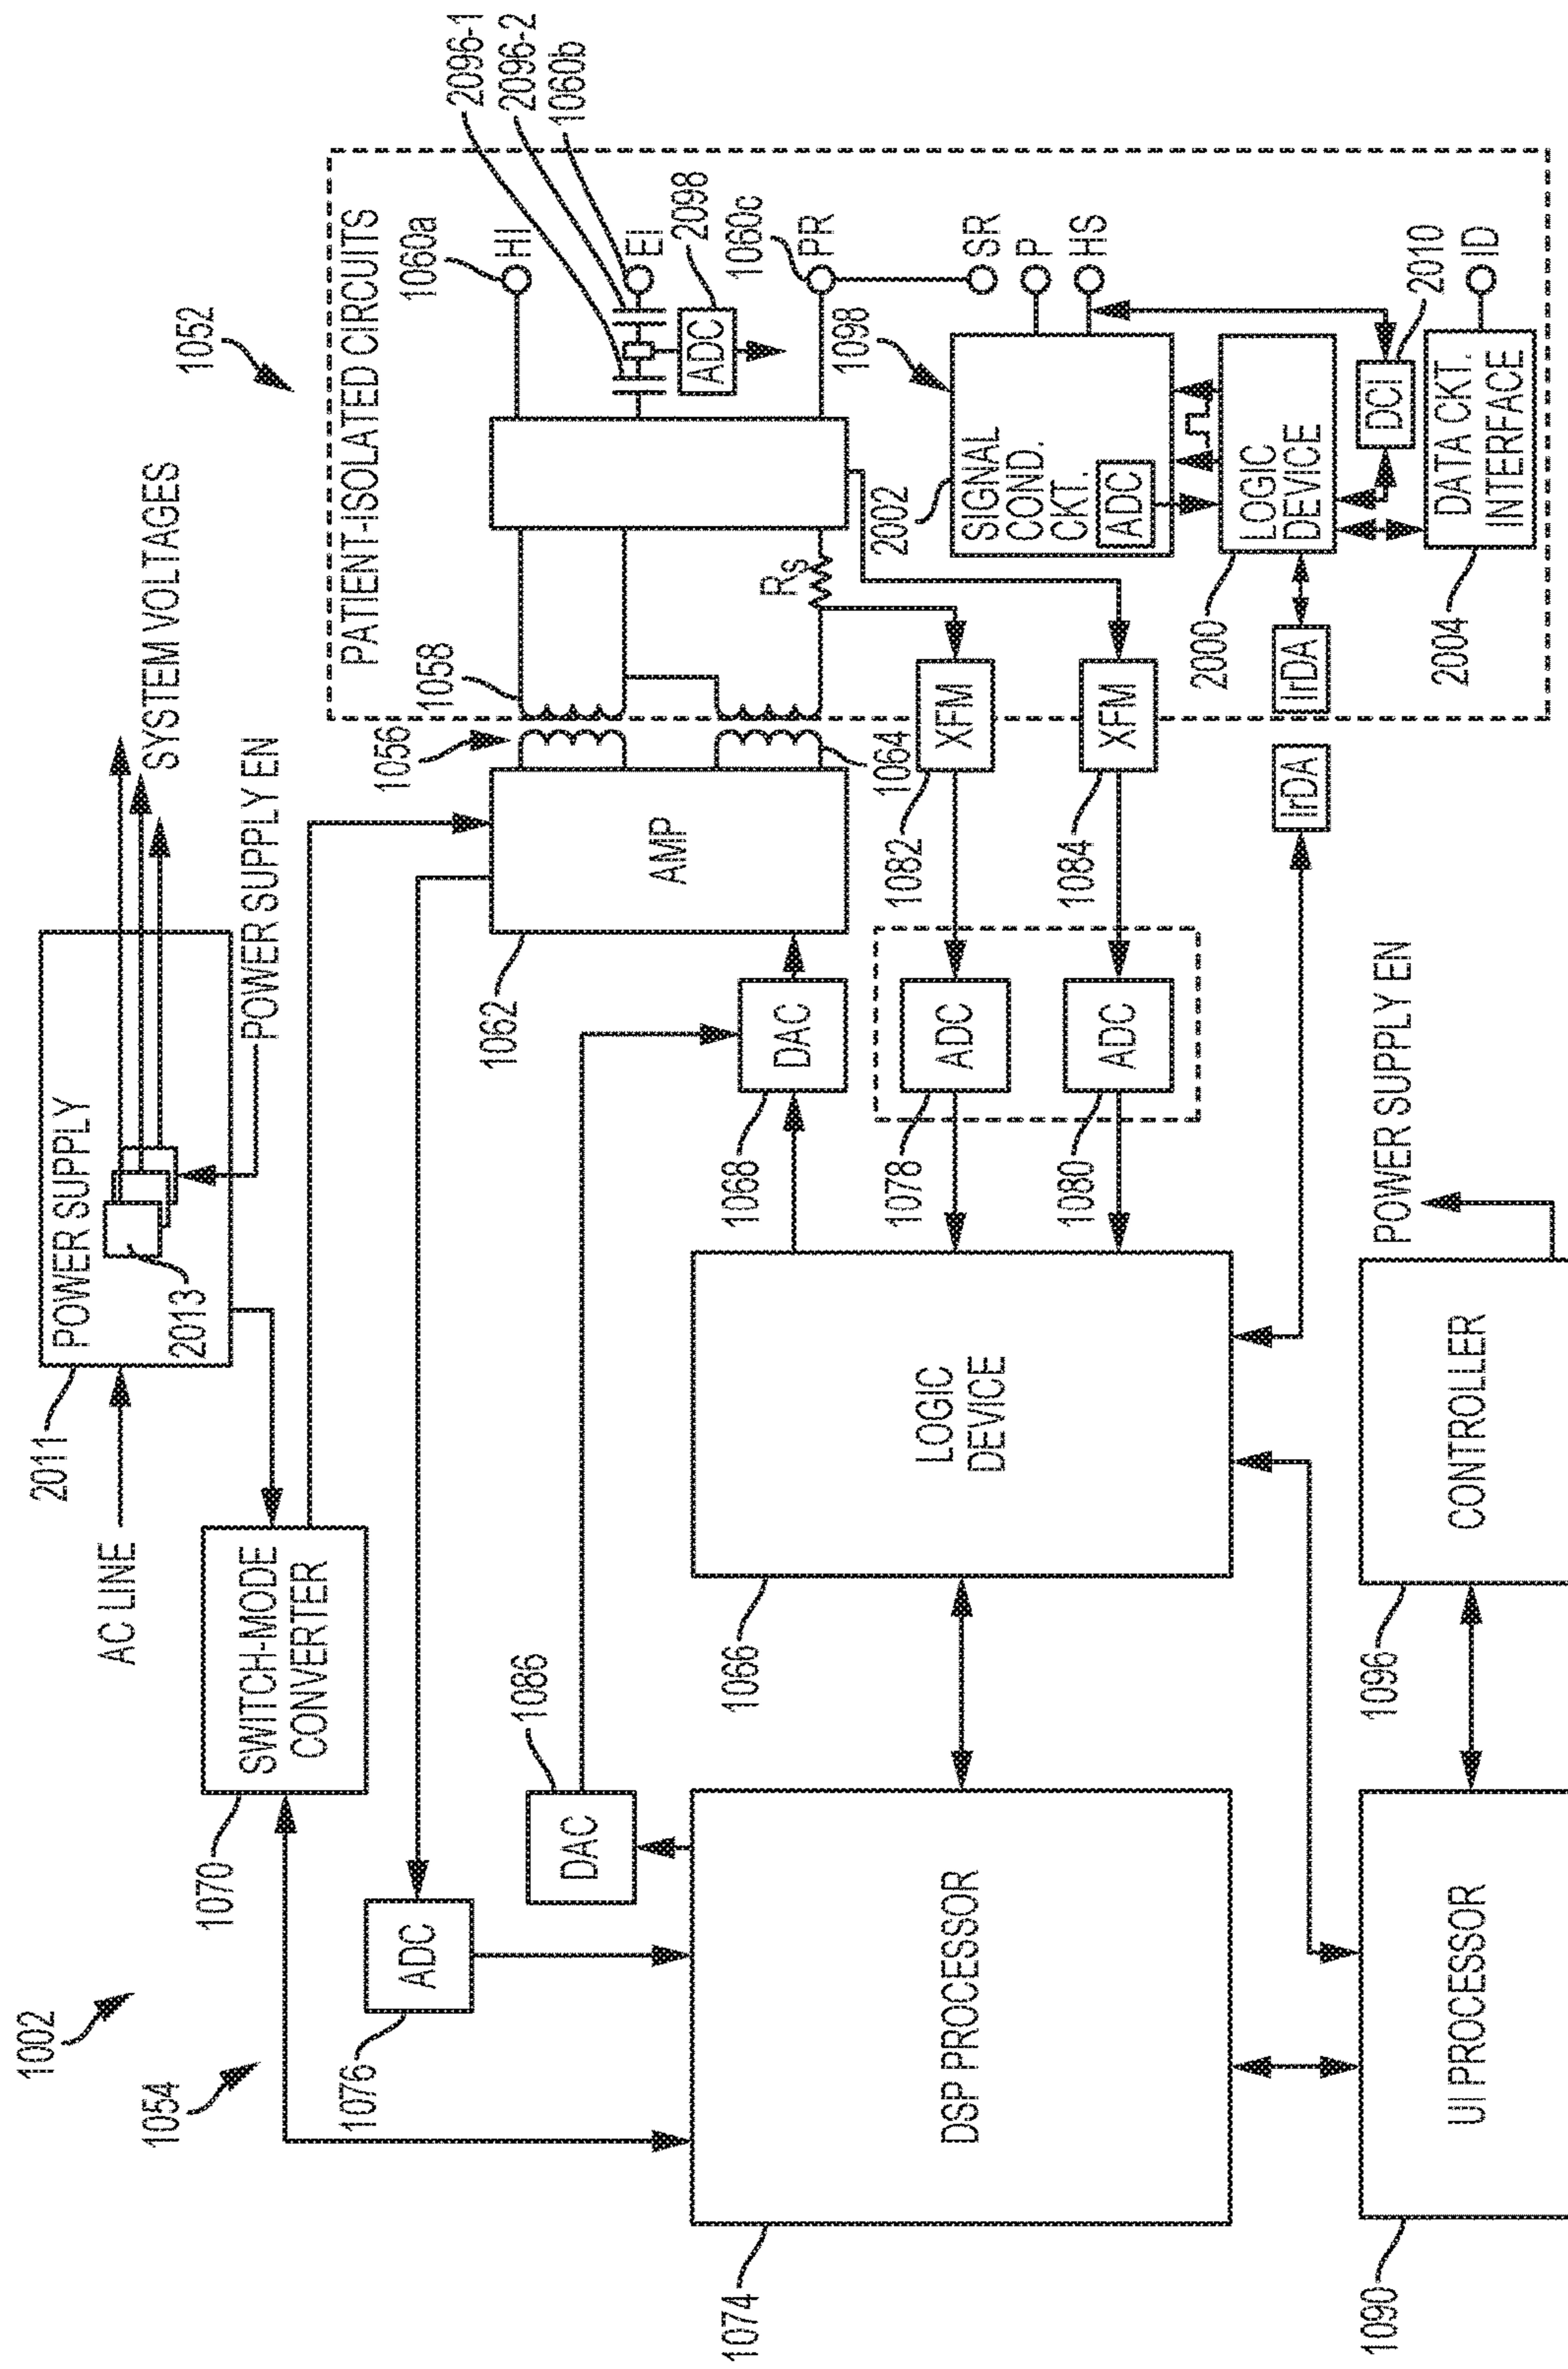 1002
1054
1052
AC LINE
2011
POWER SUPPLY
2013
SYSTEM VOLTAGES
POWER SUPPLY EN
1070
SWITCH-MODE
CONVERTER
1076
ADC
1086
DAC
1062
AMP
1056
1058
1064
PATIENT-ISOLATED CIRCUITS
2096-1
2096-2
1060b
1060a
HI
EI
2098
ADC
1060c
PR
SR
P
HS
RS
1074
DSP PROCESSOR
1066
LOGIC
DEVICE
1068
DAC
1078
ADC
1080
ADC
1082
XFM
1084
XFM
1098
2002
SIGNAL
COND.
CKT.
ADC
2000
LOGIC
DEVICE
IrDA
IrDA
DCI
2010
2004
DATA CKT.
INTERFACE
ID
1090
UI PROCESSOR
1096
CONTROLLER
POWER SUPPLY EN